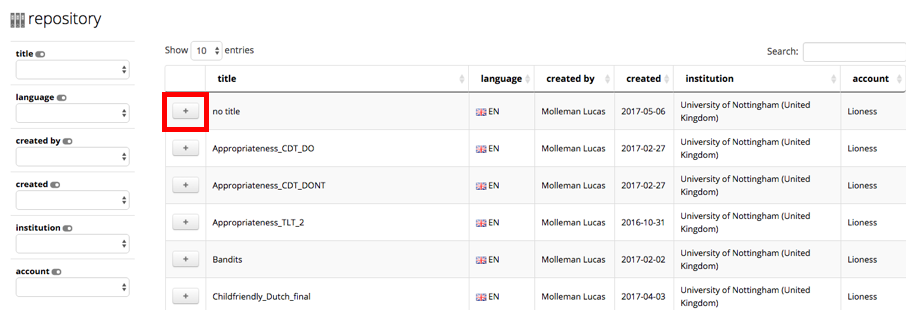 repository
title
language
created by
created
institution
account
Show 10 entries
Search:
title language created by created institution account
+ no title EN Molleman Lucas 2017-05-06 University of Nottingham (United Kingdom) Lioness
+ Appropriateness_CDT_DO EN Molleman Lucas 2017-02-27 University of Nottingham (United Kingdom) Lioness
+ Appropriateness_CDT_DONT EN Molleman Lucas 2017-02-27 University of Nottingham (United Kingdom) Lioness
+ Appropriateness_TLT_2 EN Molleman Lucas 2016-10-31 University of Nottingham (United Kingdom) Lioness
+ Bandits EN Molleman Lucas 2017-02-02 University of Nottingham (United Kingdom) Lioness
+ Childfriendly_Dutch_final EN Molleman Lucas 2017-04-03 University of Nottingham (United Kingdom) Lioness